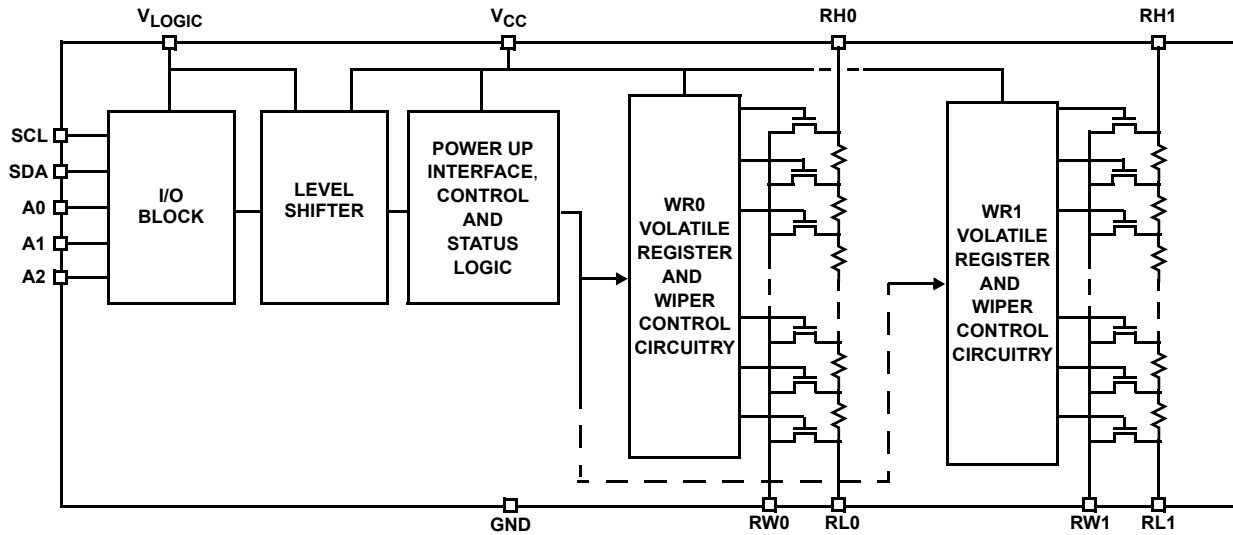 VLOGIC
VCC
RH0
RH1
SCL
SDA
A0
A1
A2
I/O
BLOCK
LEVEL
SHIFTER
POWER UP
INTERFACE,
CONTROL
AND
STATUS
LOGIC
WR0
VOLATILE
REGISTER
AND
WIPER
CONTROL
CIRCUITRY
WR1
VOLATILE
REGISTER
AND
WIPER
CONTROL
CIRCUITRY
GND
RW0
RL0
RW1
RL1